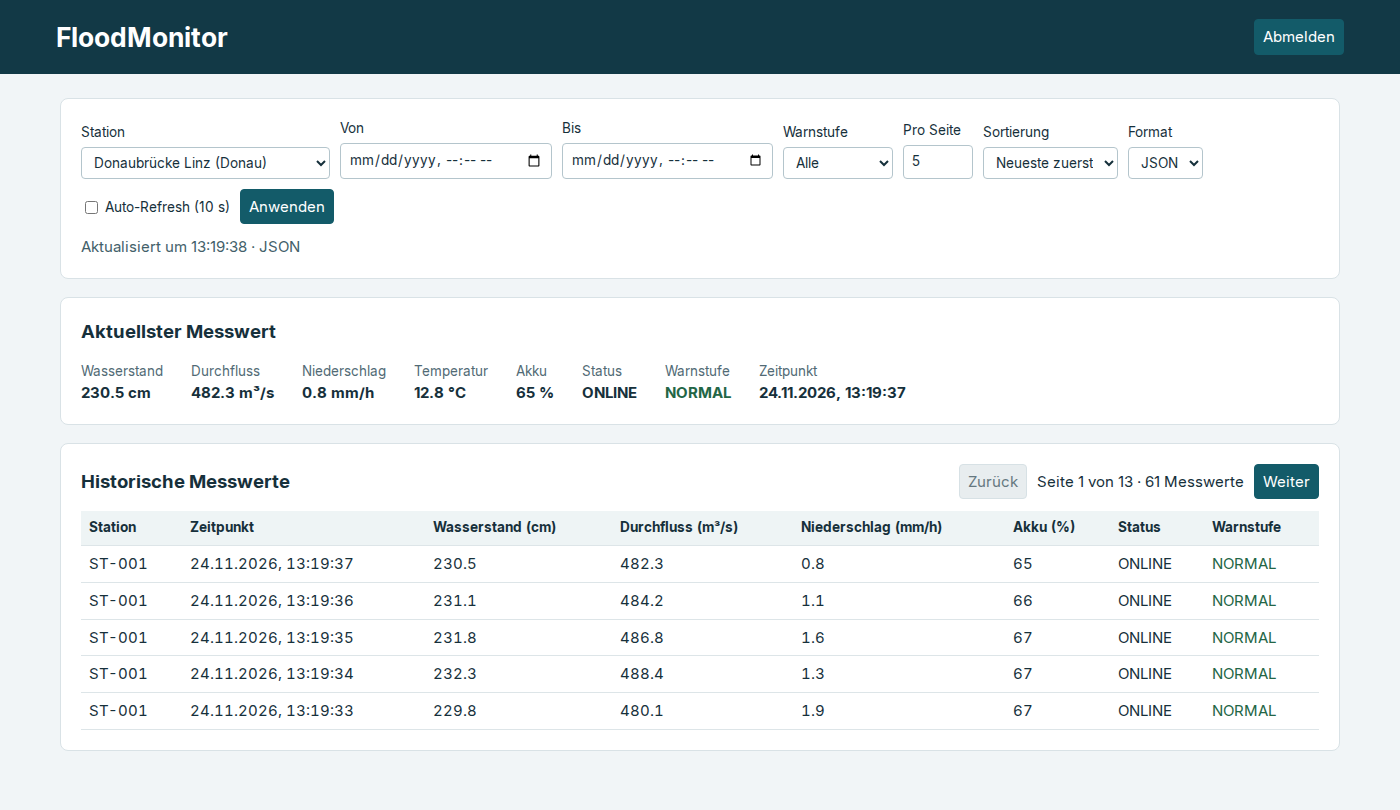 FloodMonitor
Abmelden
Station Von Bis Warnstufe Pro Seite Sortierung Format
Donaubrücke Linz (Donau) mm/dd/yyyy, --:-- -- mm/dd/yyyy, --:-- -- Alle 5 Neueste zuerst JSON
Auto-Refresh (10 s) Anwenden
Aktualisiert um 13:19:38 · JSON
Aktuellster Messwert
Wasserstand Durchfluss Niederschlag Temperatur Akku Status Warnstufe Zeitpunkt
230.5 cm 482.3 m³/s 0.8 mm/h 12.8 °C 65 % ONLINE NORMAL 24.11.2026, 13:19:37
Historische Messwerte Zurück Seite 1 von 13 · 61 Messwerte Weiter
Station Zeitpunkt Wasserstand (cm) Durchfluss (m³/s) Niederschlag (mm/h) Akku (%) Status Warnstufe
ST-001 24.11.2026, 13:19:37 230.5 482.3 0.8 65 ONLINE NORMAL
ST-001 24.11.2026, 13:19:36 231.1 484.2 1.1 66 ONLINE NORMAL
ST-001 24.11.2026, 13:19:35 231.8 486.8 1.6 67 ONLINE NORMAL
ST-001 24.11.2026, 13:19:34 232.3 488.4 1.3 67 ONLINE NORMAL
ST-001 24.11.2026, 13:19:33 229.8 480.1 1.9 67 ONLINE NORMAL